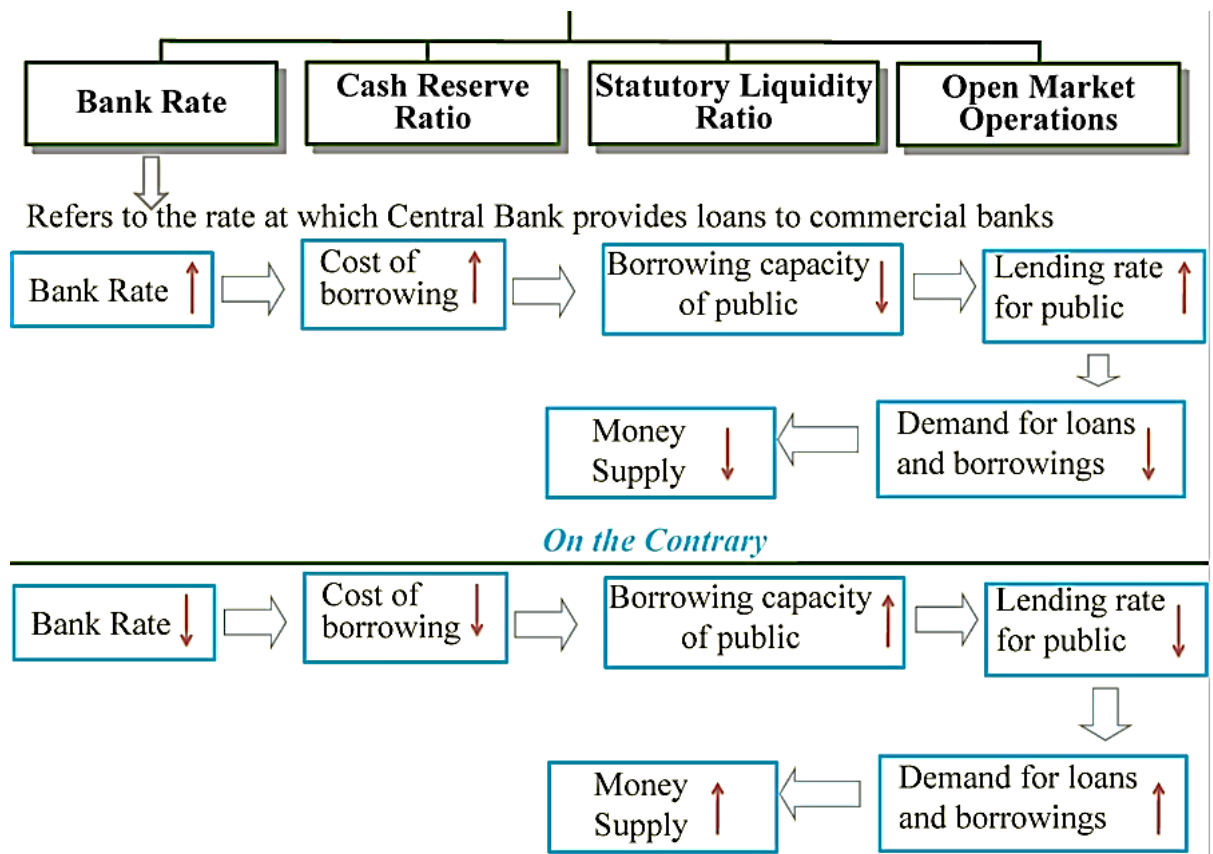 Bank Rate
Cash Reserve
Ratio
Statutory Liquidity
Ratio
Open Market
Operations
Refers to the rate at which Central Bank provides loans to commercial banks
Bank Rate
Cost of
borrowing
Borrowing capacity
of public
Lending rate
for public
Demand for loans
and borrowings
Money
Supply
On the Contrary
Bank Rate
Cost of
borrowing
Borrowing capacity
of public
Lending rate
for public
Demand for loans
and borrowings
Money
Supply